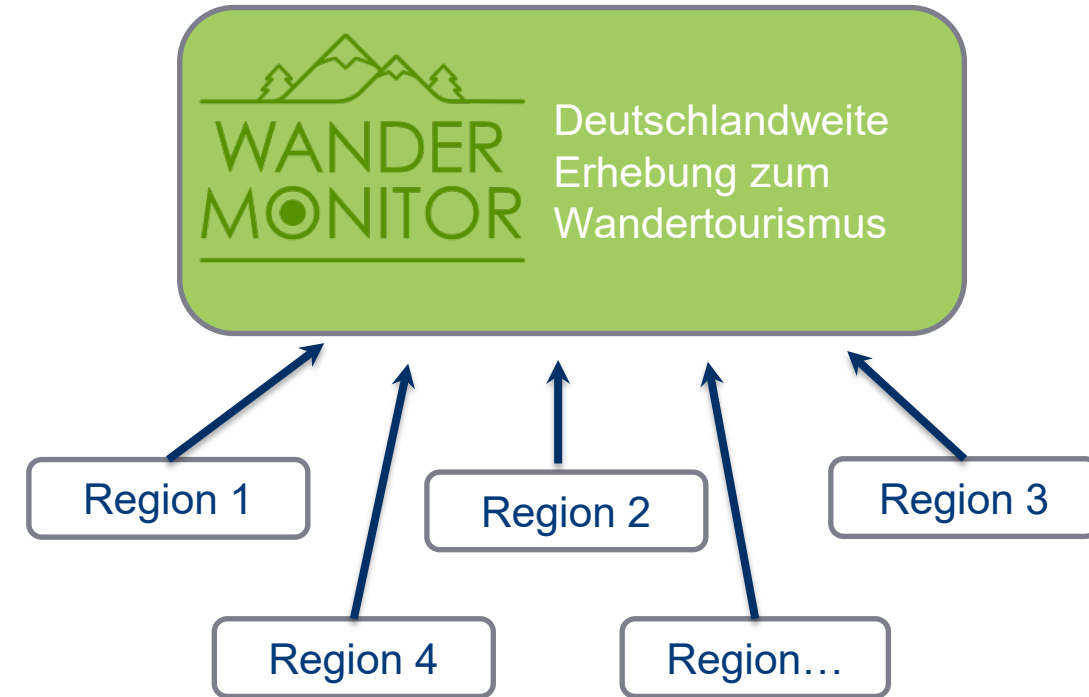 WANDER
MONITOR
Deutschlandweite
Erhebung zum
Wandertourismus
Region 1
Region 2
Region 3
Region 4
Region…